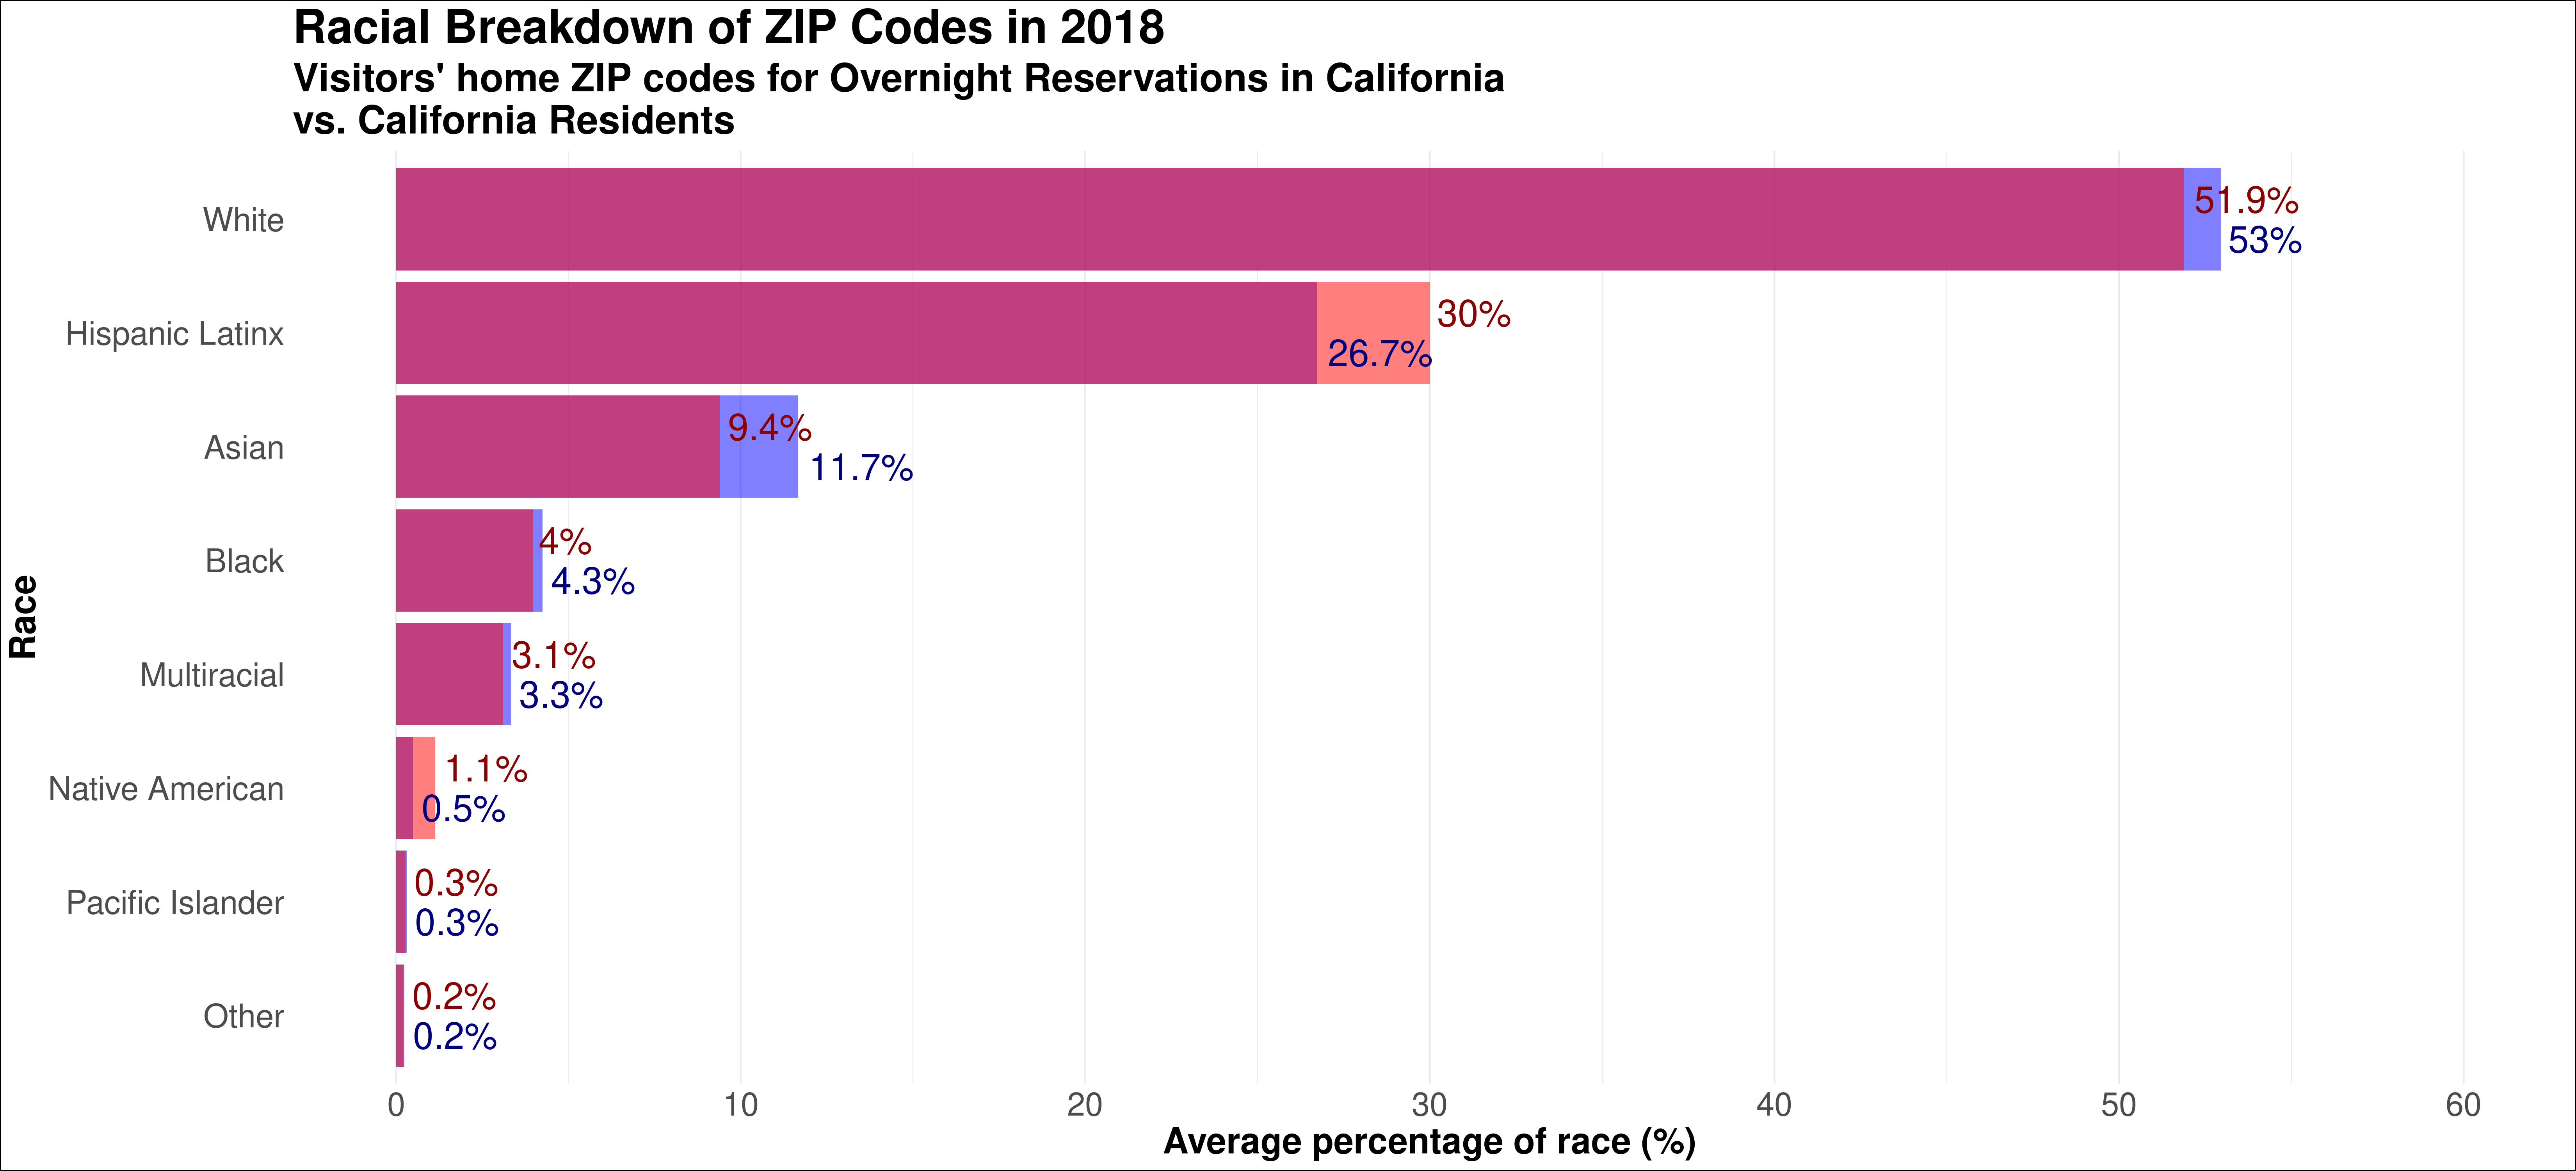 Racial Breakdown of ZIP Codes in 2018
Visitors' home ZIP codes for Overnight Reservations in California
vs. California Residents
Race
White
51.9%
53%
Hispanic Latinx
30%
26.7%
Asian
9.4%
11.7%
Black
4%
4.3%
Multiracial
3.1%
3.3%
Native American
1.1%
0.5%
Pacific Islander
0.3%
0.3%
Other
0.2%
0.2%
0 10 20 30 40 50 60
Average percentage of race (%)